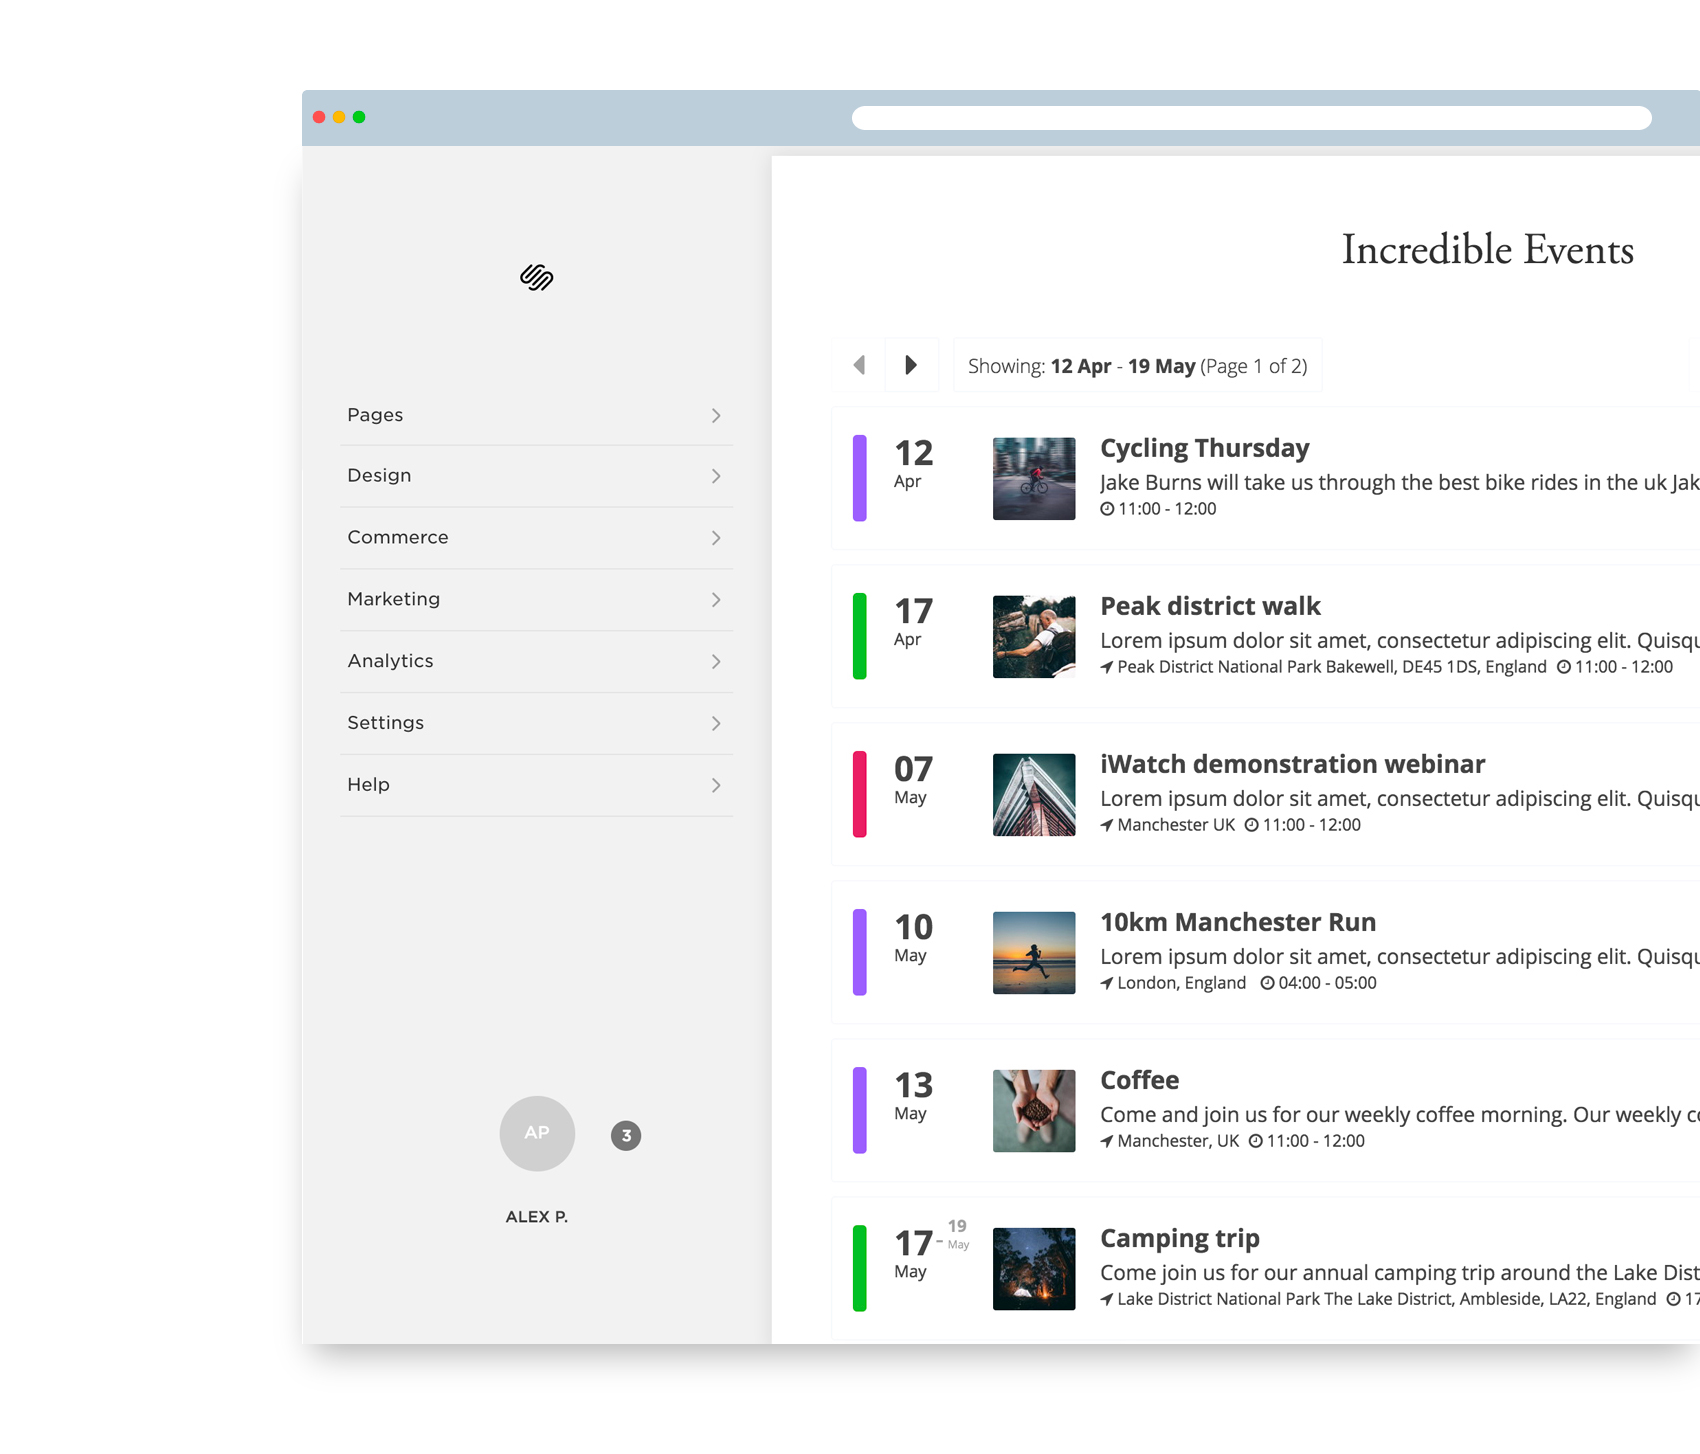 Incredible Events
Showing: 12 Apr - 19 May (Page 1 of 2)
Pages
Design
Commerce
Marketing
Analytics
Settings
Help
AP
3
ALEX P.
12
Apr
Cycling Thursday
Jake Burns will take us through the best bike rides in the uk Jak
11:00 - 12:00
17
Apr
Peak district walk
Lorem ipsum dolor sit amet, consectetur adipiscing elit. Quisqu
Peak District National Park Bakewell, DE45 1DS, England 11:00 - 12:00
07
May
iWatch demonstration webinar
Lorem ipsum dolor sit amet, consectetur adipiscing elit. Quisqu
Manchester UK 11:00 - 12:00
10
May
10km Manchester Run
Lorem ipsum dolor sit amet, consectetur adipiscing elit. Quisqu
London, England 04:00 - 05:00
13
May
Coffee
Come and join us for our weekly coffee morning. Our weekly co
Manchester, UK 11:00 - 12:00
17 - 19
May May
Camping trip
Come join us for our annual camping trip around the Lake Dist
Lake District National Park The Lake District, Ambleside, LA22, England 17